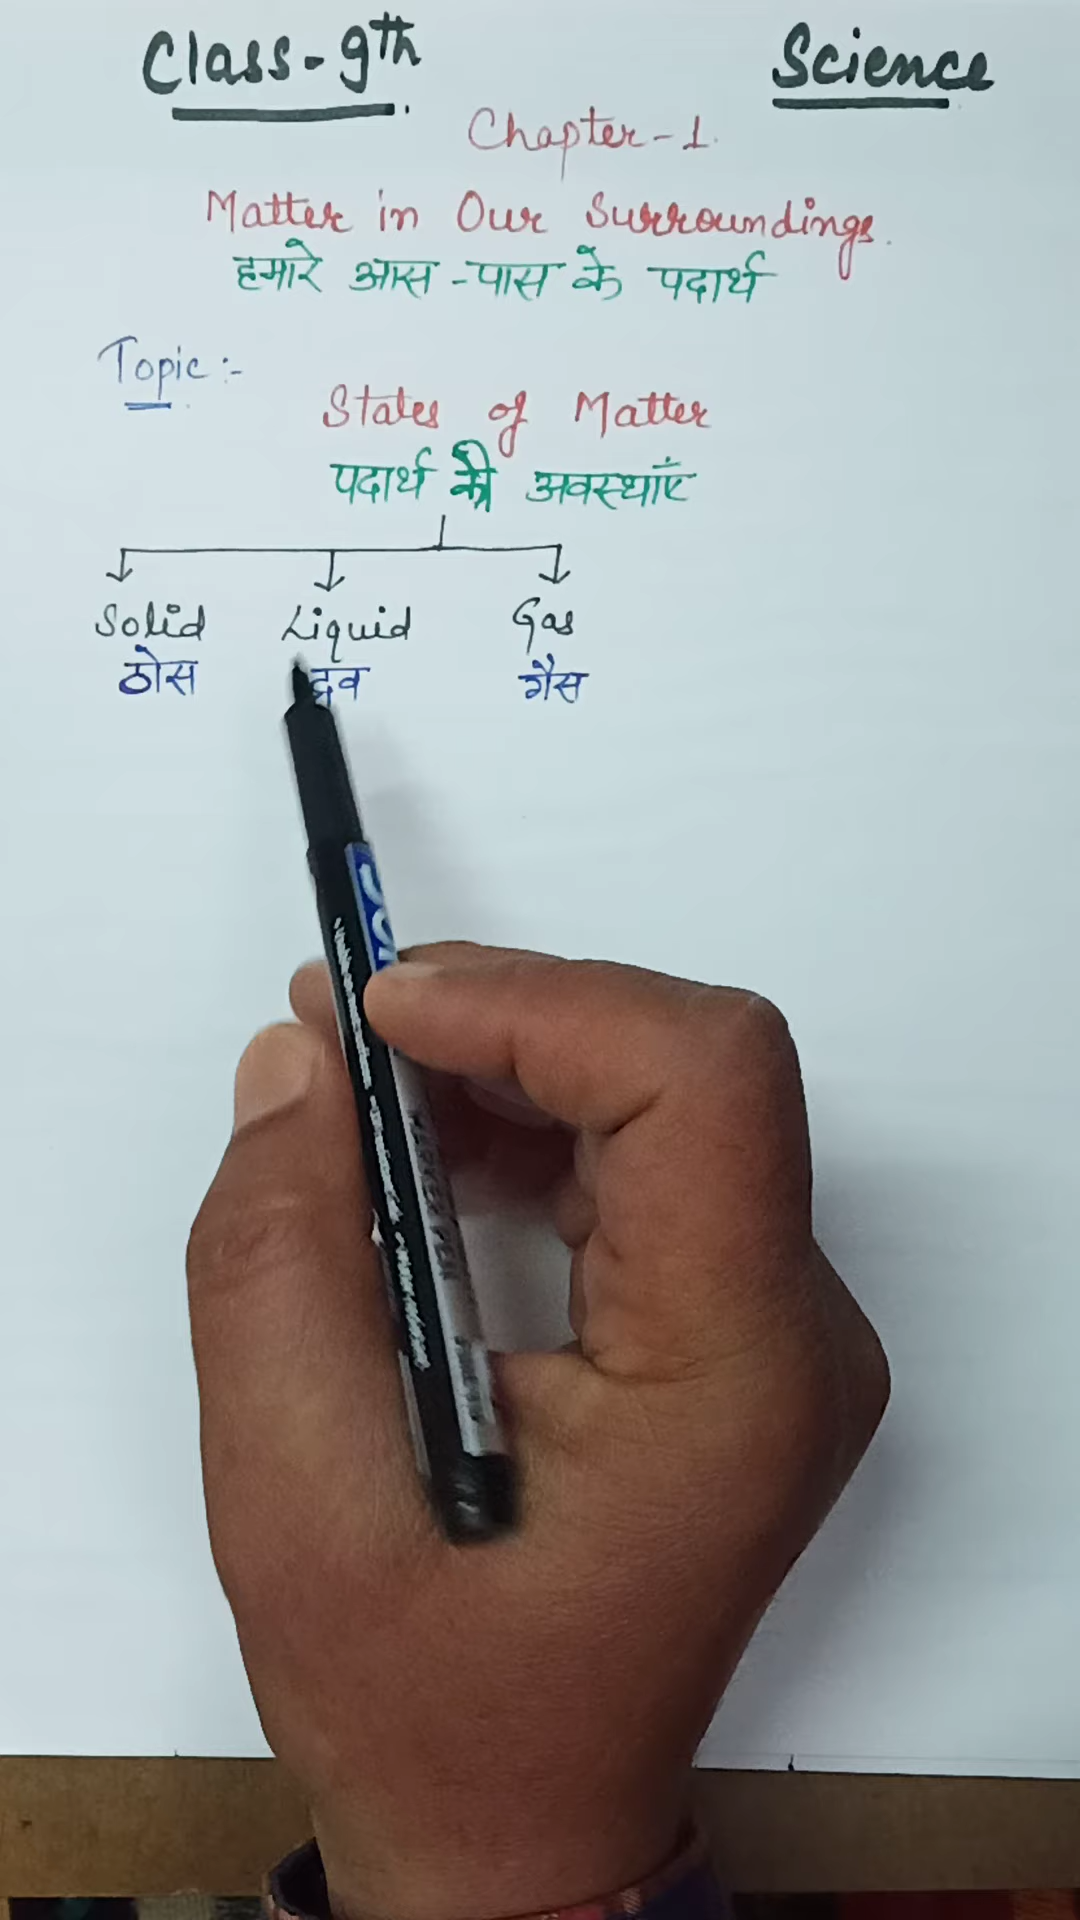 Class-9th Science
Chapter-1.
Matter in Our Surroundings.
हमारे आस-पास के पदार्थ
Topic:-
States of Matter
पदार्थ की अवस्थाएँ
Solid Liquid Gas
ठोस द्रव गैस